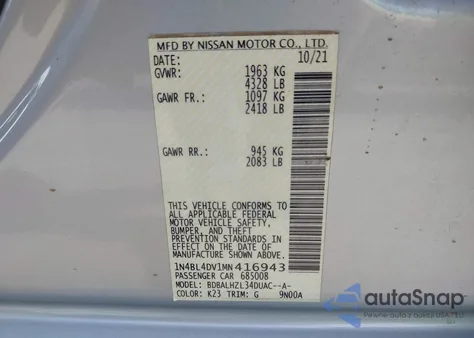 MFD BY NISSAN MOTOR CO., LTD.
DATE: 10/21
GVWR: 1963 KG
4328 LB
GAWR FR.: 1097 KG
2418 LB
GAWR RR.: 945 KG
2083 LB
THIS VEHICLE CONFORMS TO
ALL APPLICABLE FEDERAL
MOTOR VEHICLE SAFETY,
BUMPER, AND THEFT
PREVENTION STANDARDS IN
EFFECT ON THE DATE OF
MANUFACTURE SHOWN ABOVE.
1N4BL4DV1MN416943
PASSENGER CAR 685008
MODEL: BDBALHZL34DUAC--A-
COLOR: K23 TRIM: G 9N00A
autoSnap
Pewne auto z USA